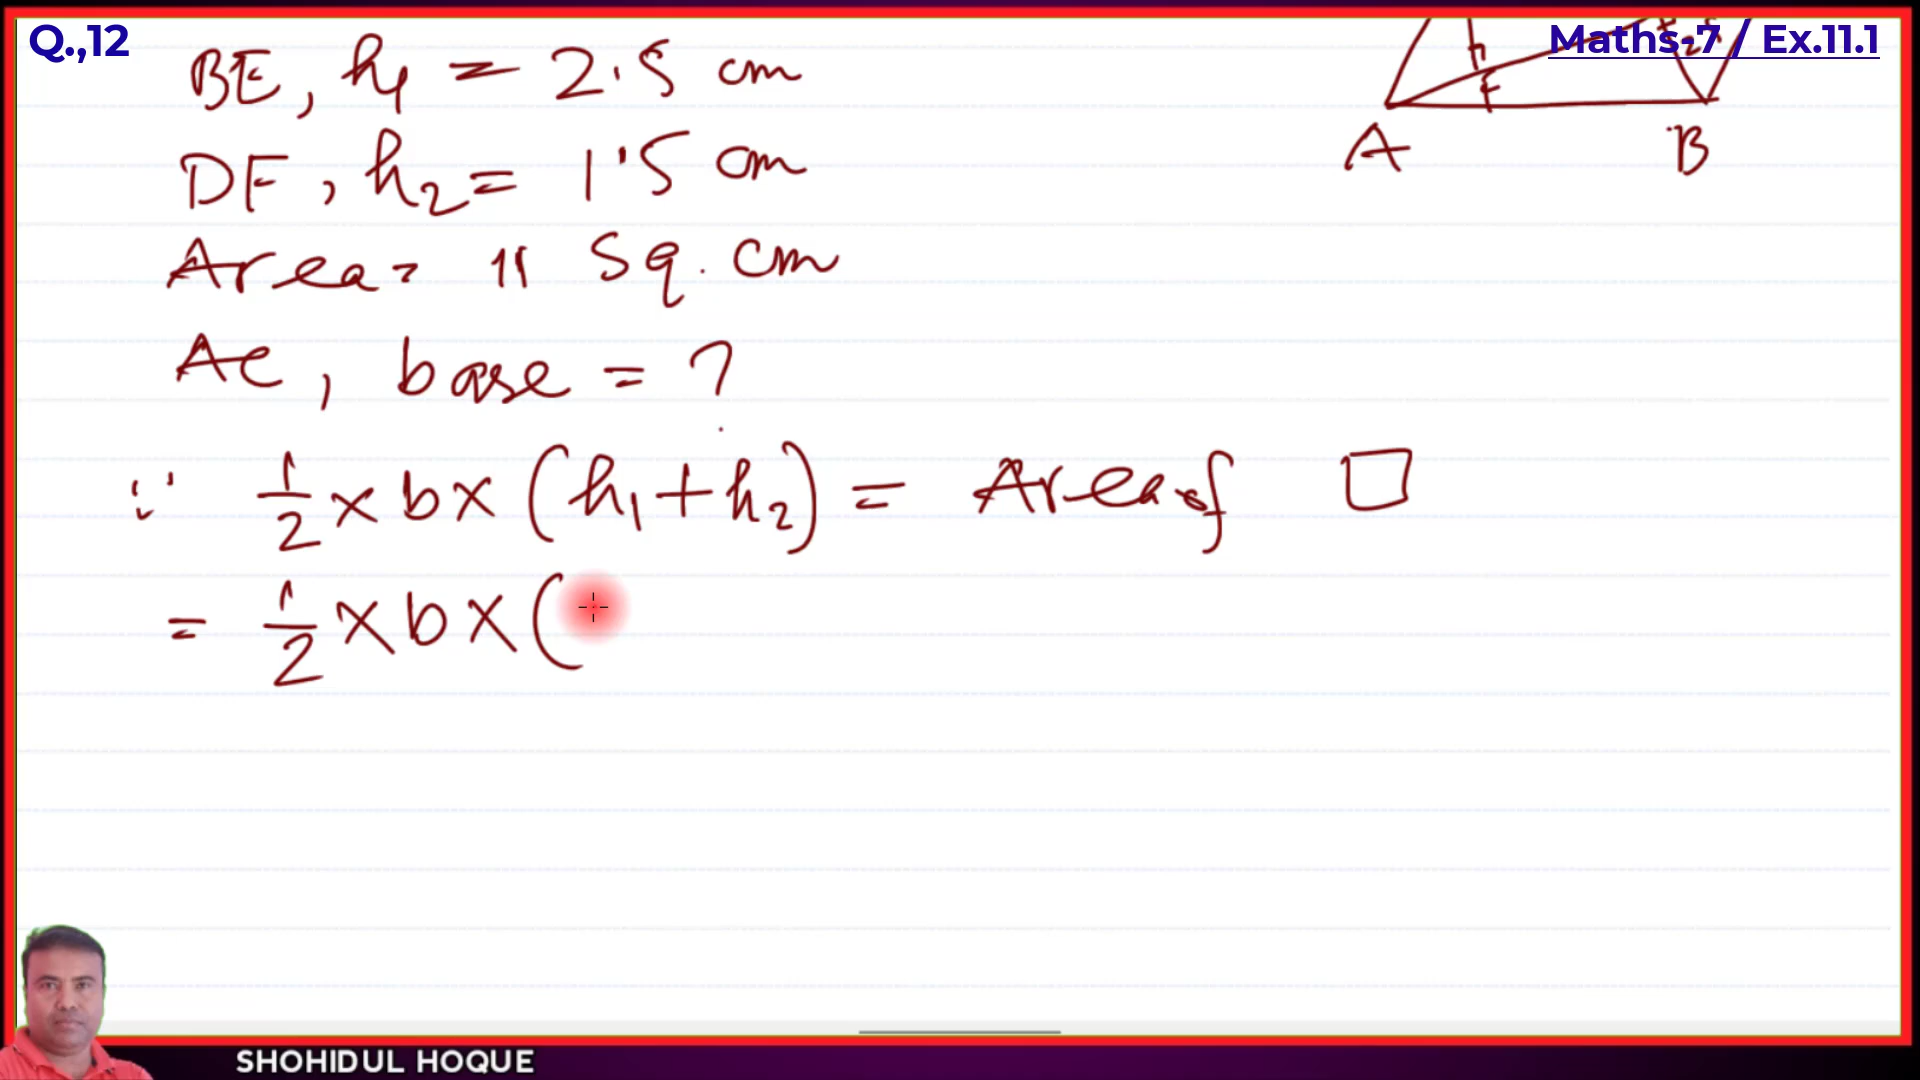 Q.,12
Maths-7 / Ex.11.1
BE, h1 = 2.5 cm
DF, h2 = 1.5 cm
Area = 11 Sq. cm
AC, base = ?
∵ 1/2 × b × (h1 + h2) = Area of □
= 1/2 × b × (
A
B
SHOHIDUL HOQUE